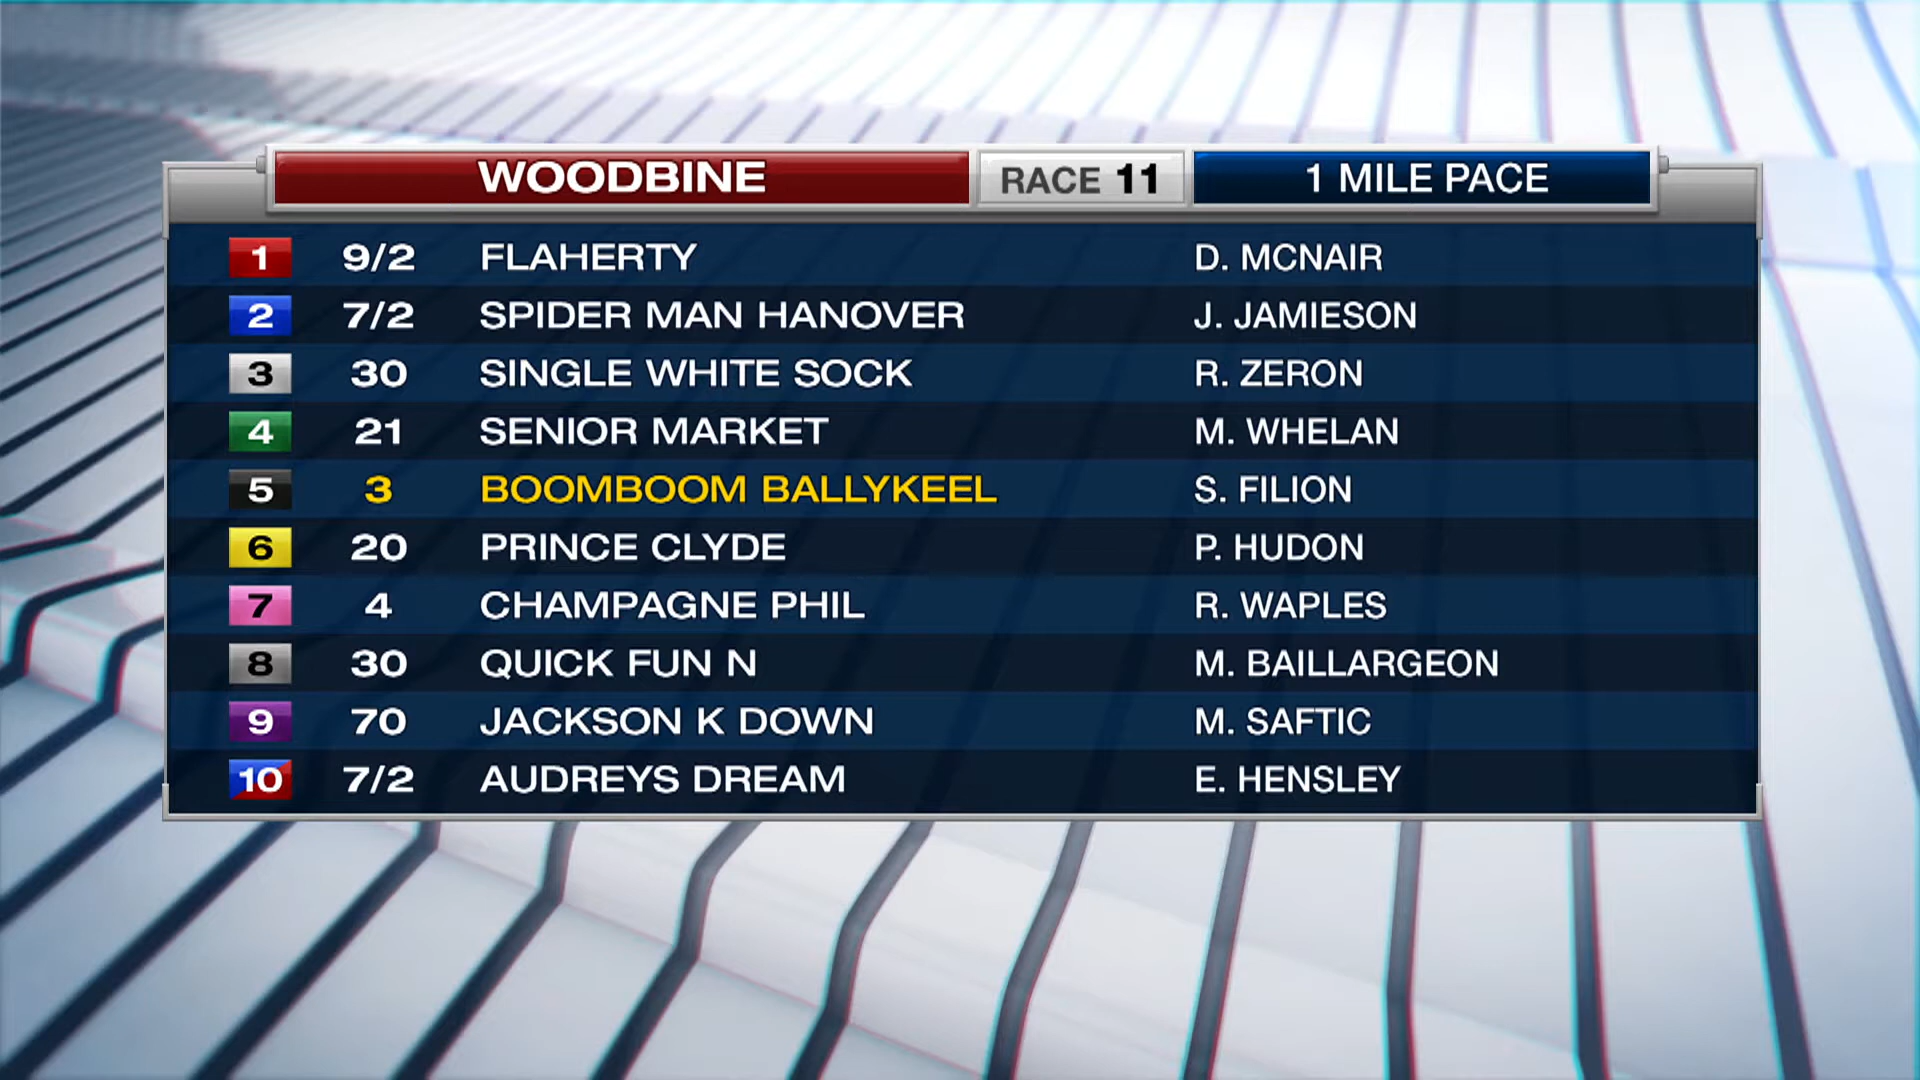 WOODBINE RACE 11 1 MILE PACE
1 9/2 FLAHERTY D. MCNAIR
2 7/2 SPIDER MAN HANOVER J. JAMIESON
3 30 SINGLE WHITE SOCK R. ZERON
4 21 SENIOR MARKET M. WHELAN
5 3 BOOMBOOM BALLYKEEL S. FILION
6 20 PRINCE CLYDE P. HUDON
7 4 CHAMPAGNE PHIL R. WAPLES
8 30 QUICK FUN N M. BAILLARGEON
9 70 JACKSON K DOWN M. SAFTIC
10 7/2 AUDREYS DREAM E. HENSLEY